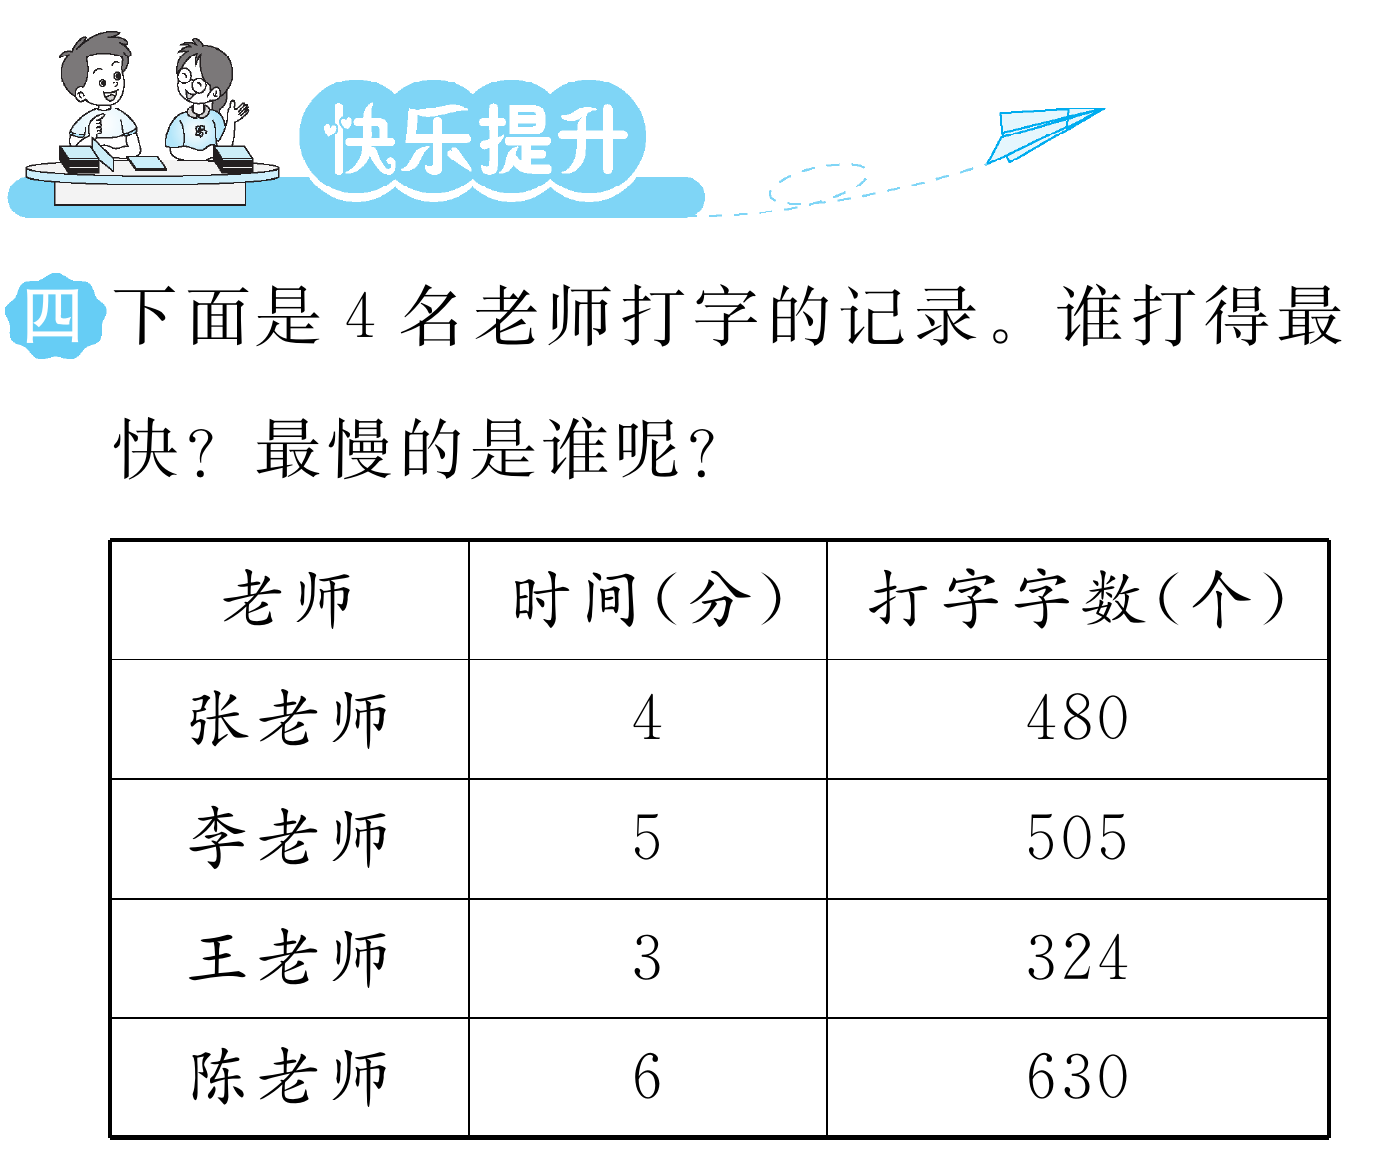 快乐提升
四 下面是 4 名老师打字的记录。谁打得最
快？最慢的是谁呢？
老师 时间(分) 打字字数(个)
张老师 4 480
李老师 5 505
王老师 3 324
陈老师 6 630